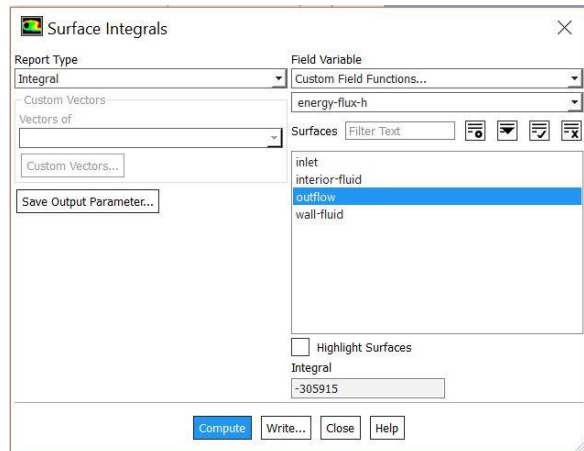 Surface Integrals
Report Type
Integral
Custom Vectors
Vectors of
Custom Vectors...
Save Output Parameter...
Field Variable
Custom Field Functions...
energy-flux-h
Surfaces Filter Text
inlet
interior-fluid
outflow
wall-fluid
Highlight Surfaces
Integral
-305915
Compute Write... Close Help